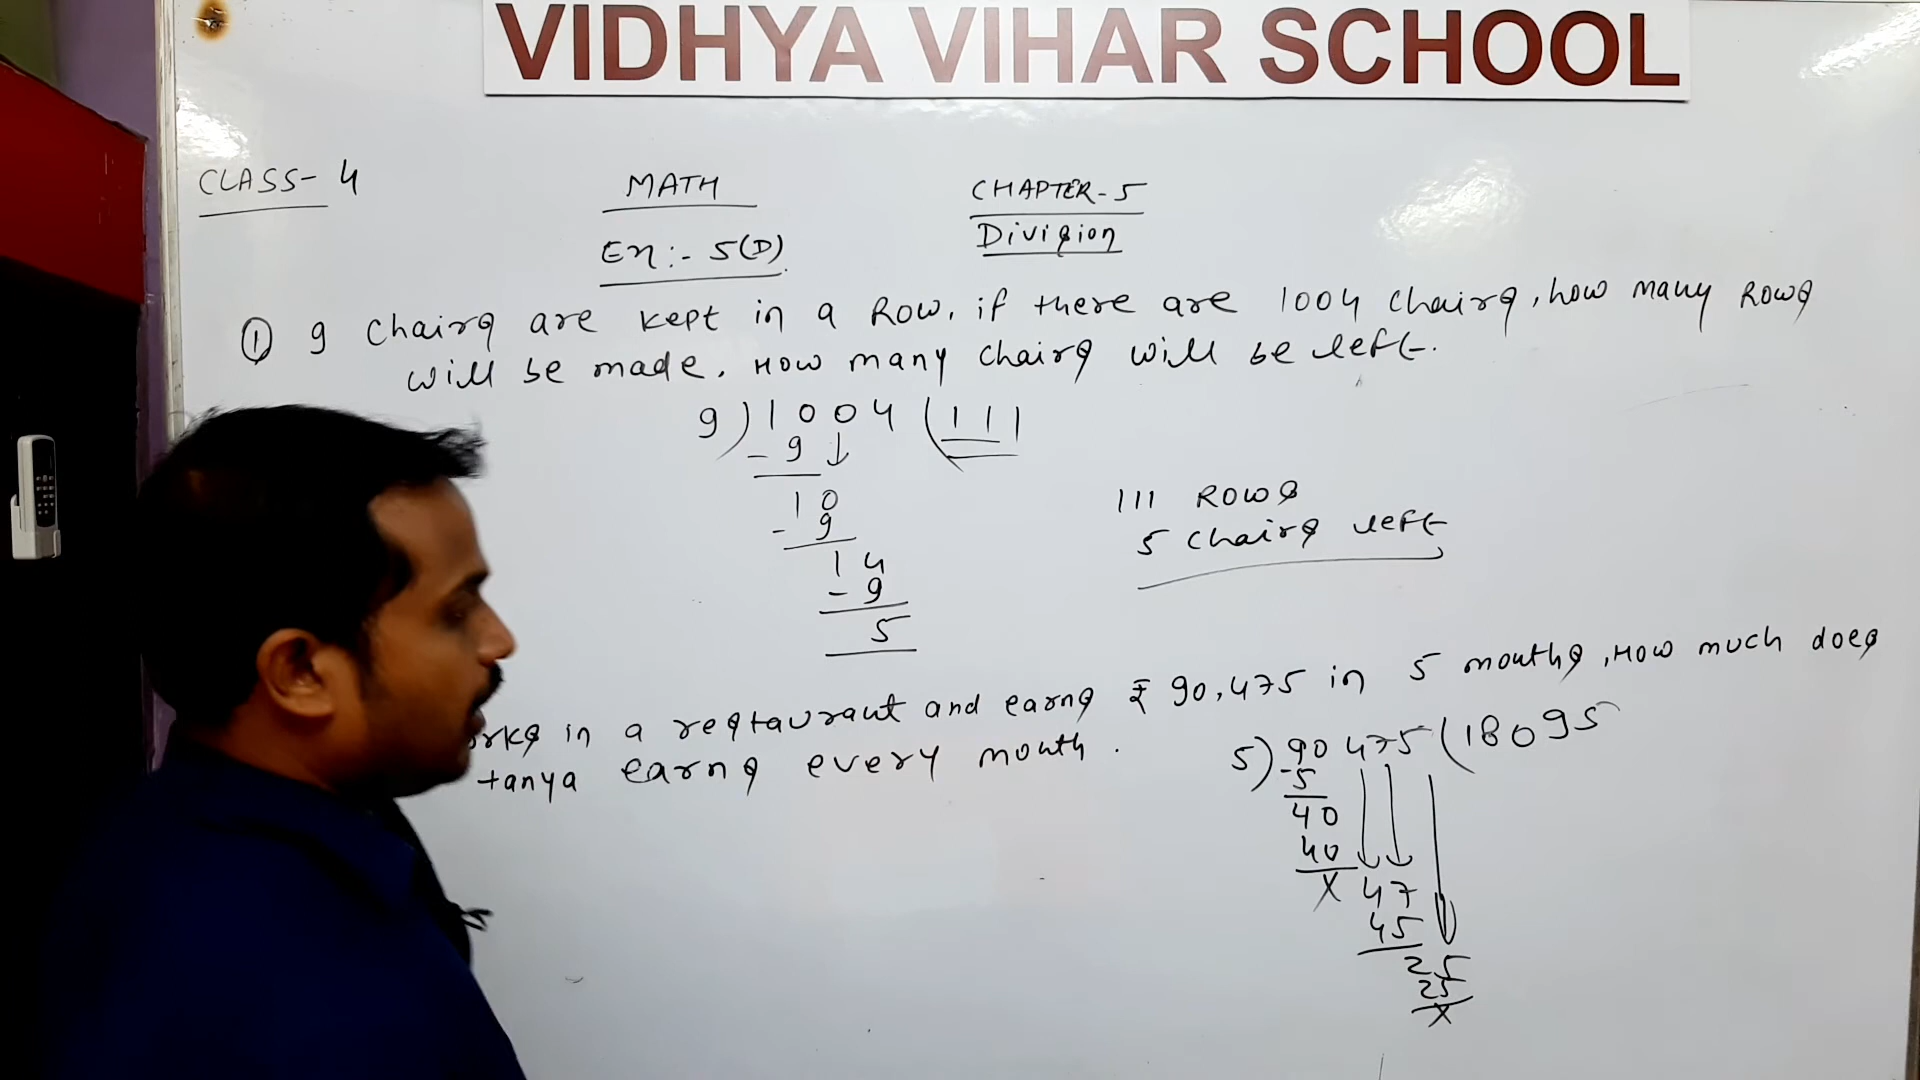 VIDHYA VIHAR SCHOOL
CLASS- 4
MATH
CHAPTER-5
Ex:- 5(D)
Division
① 9 chairs are kept in a Row, if there are 1004 chairs, how many Rows
will be made. How many chairs will be left.
9)1004(111
- 9
10
- 9
14
- 9
5
111 Rows
5 chairs left
in a restaurant and earns ₹ 90,475 in 5 months, How much does
tanya earns every month.
5)90475(18095
-5
40
40
x 47
45
25
25
x